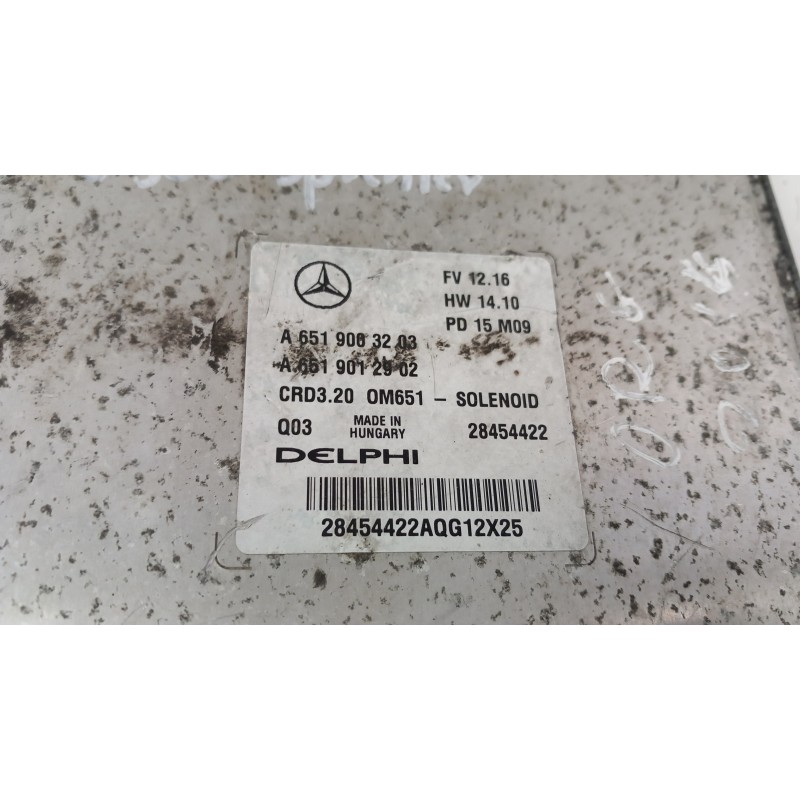 FV 12.16
HW 14.10
PD 15 M09
A 651 900 32 03
A 651 901 29 02
CRD3.20 OM651 – SOLENOID
Q03 MADE IN HUNGARY 28454422
DELPHI
28454422AQG12X25